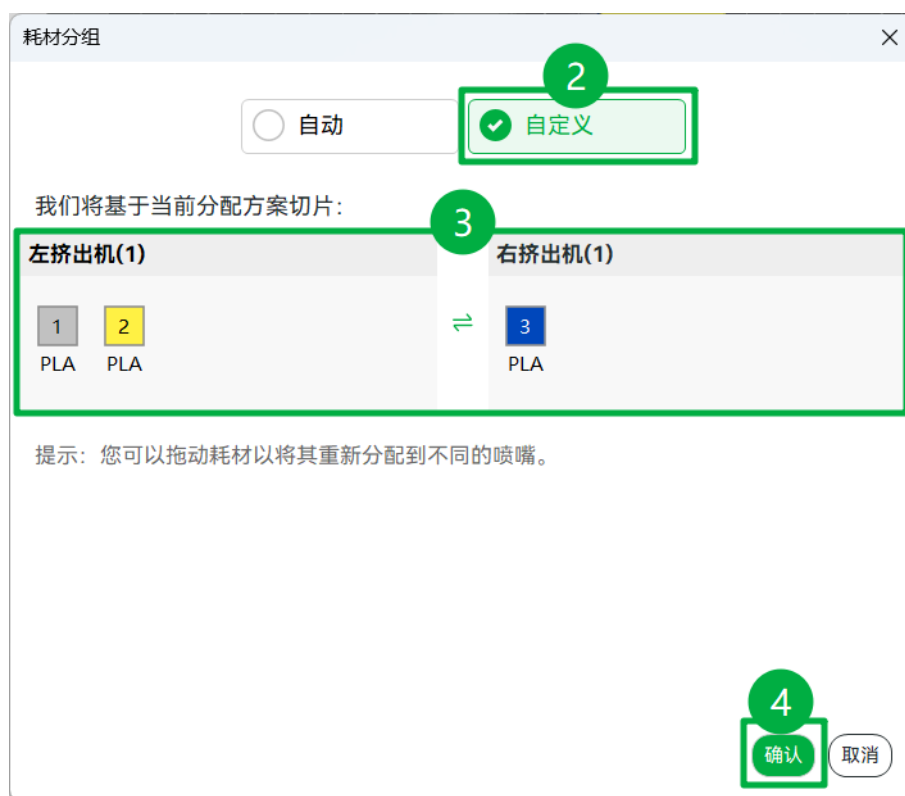 耗材分组
2
自动 自定义
我们将基于当前分配方案切片:
3
左挤出机(1) 右挤出机(1)
1 2 ⇌ 3
PLA PLA PLA
提示: 您可以拖动耗材以将其重新分配到不同的喷嘴。
4
确认 取消